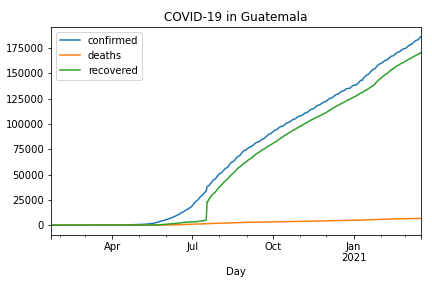 COVID-19 in Guatemala
confirmed
deaths
recovered
175000
150000
125000
100000
75000
50000
25000
0
Apr
Jul
Oct
Jan
2021
Day